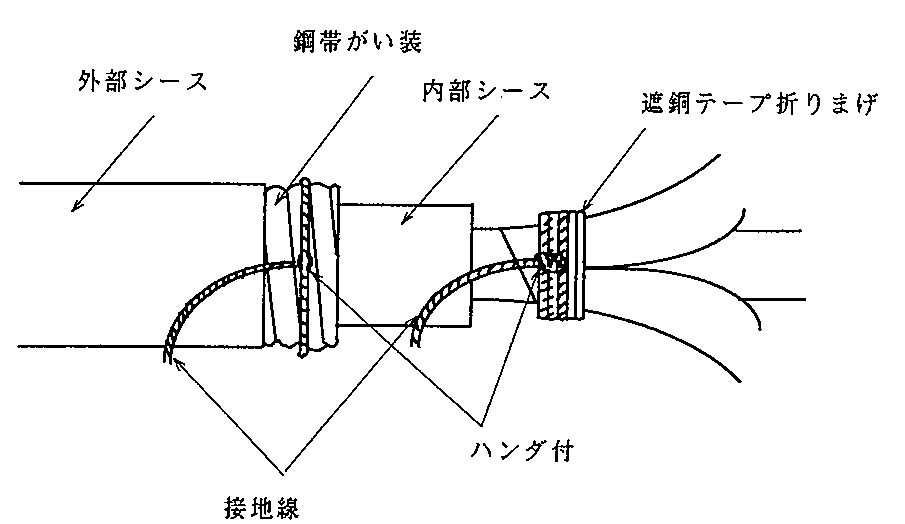 鋼帯がい装
外部シース
内部シース
遮銅テープ折りまげ
ハンダ付
接地線